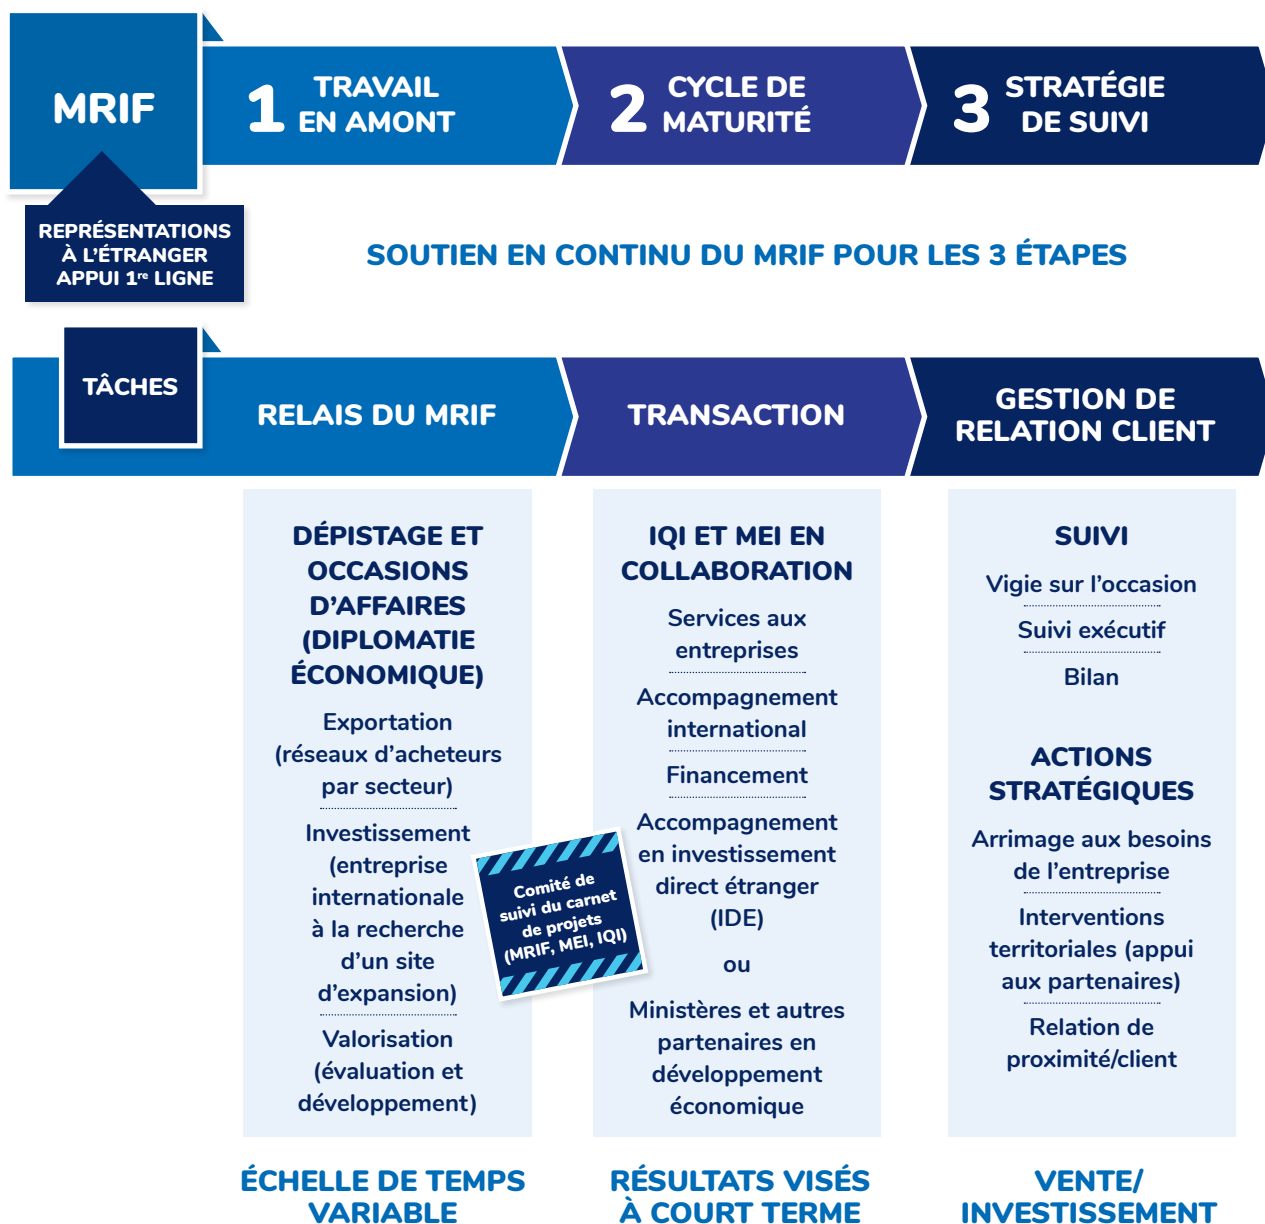 MRIF
1 TRAVAIL
EN AMONT
2 CYCLE DE
MATURITÉ
3 STRATÉGIE
DE SUIVI
REPRÉSENTATIONS
À L’ÉTRANGER
APPUI 1re LIGNE
SOUTIEN EN CONTINU DU MRIF POUR LES 3 ÉTAPES
TÂCHES
RELAIS DU MRIF
TRANSACTION
GESTION DE
RELATION CLIENT
DÉPISTAGE ET
OCCASIONS
D’AFFAIRES
(DIPLOMATIE
ÉCONOMIQUE)
Exportation
(réseaux d’acheteurs
par secteur)
Investissement
(entreprise
internationale
à la recherche
d’un site
d’expansion)
Valorisation
(évaluation et
développement)
ÉCHELLE DE TEMPS
VARIABLE
Comité de
suivi du carnet
de projets
(MRIF, MEI, IQI)
IQI ET MEI EN
COLLABORATION
Services aux
entreprises
Accompagnement
international
Financement
Accompagnement
en investissement
direct étranger
(IDE)
ou
Ministères et autres
partenaires en
développement
économique
RÉSULTATS VISÉS
À COURT TERME
SUIVI
Vigie sur l’occasion
Suivi exécutif
Bilan
ACTIONS
STRATÉGIQUES
Arrimage aux besoins
de l’entreprise
Interventions
territoriales (appui
aux partenaires)
Relation de
proximité/client
VENTE/
INVESTISSEMENT